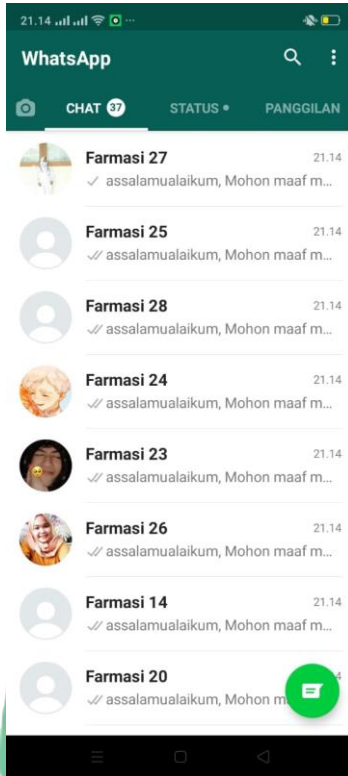 21.14
WhatsApp
CHAT 37 STATUS • PANGGILAN
Farmasi 27 21.14
assalamualaikum, Mohon maaf m...
Farmasi 25 21.14
assalamualaikum, Mohon maaf m...
Farmasi 28 21.14
assalamualaikum, Mohon maaf m...
Farmasi 24 21.14
assalamualaikum, Mohon maaf m...
Farmasi 23 21.14
assalamualaikum, Mohon maaf m...
Farmasi 26 21.14
assalamualaikum, Mohon maaf m...
Farmasi 14 21.14
assalamualaikum, Mohon maaf m...
Farmasi 20
assalamualaikum, Mohon